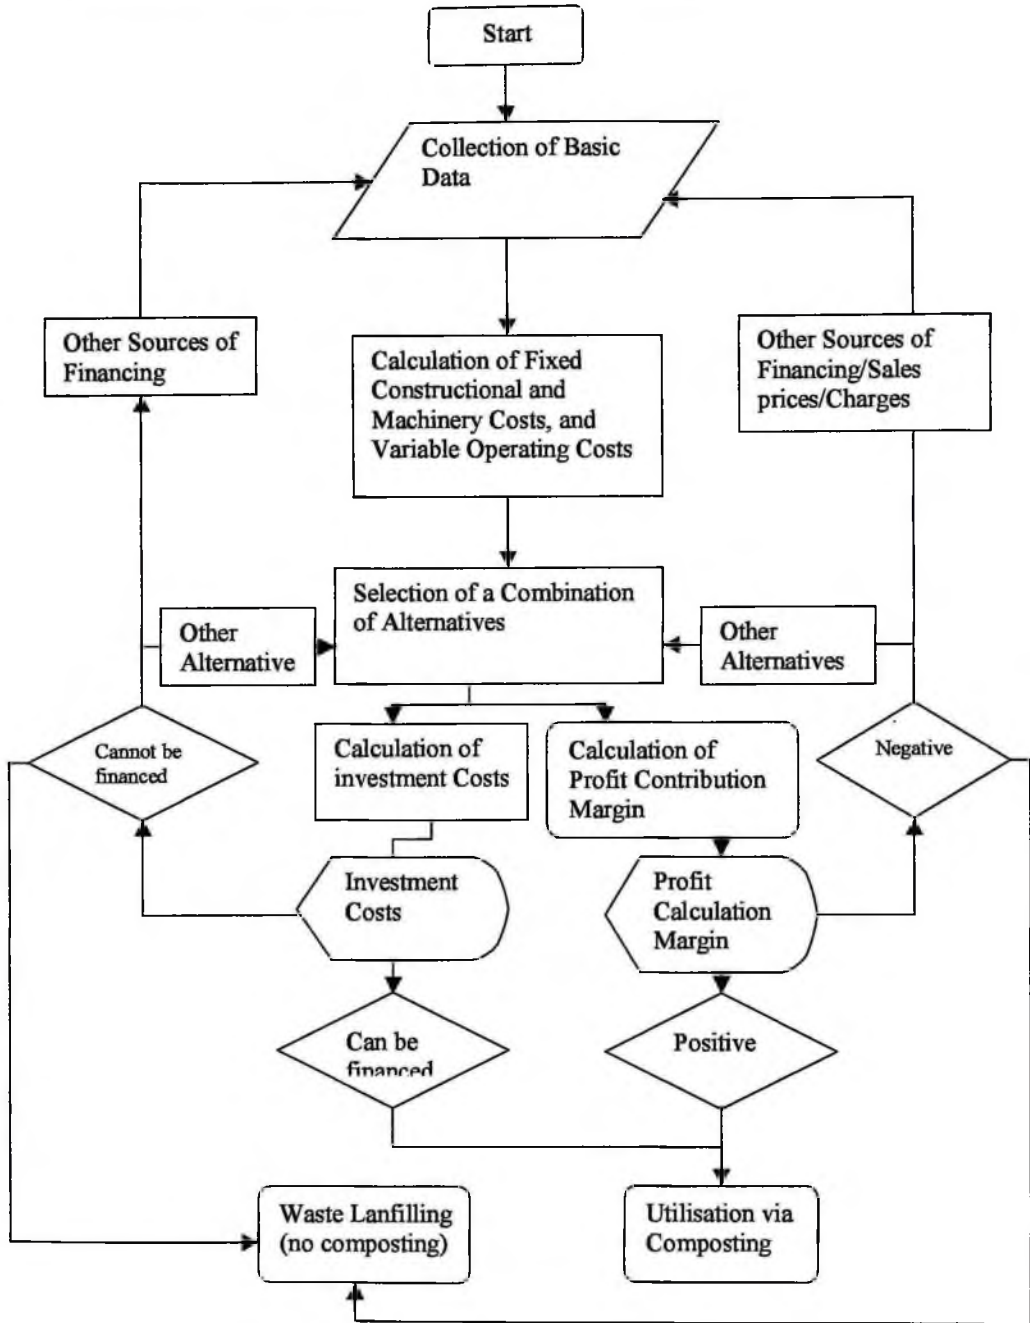 Start
Collection of Basic
Data
Other Sources of
Financing
Calculation of Fixed
Constructional and
Machinery Costs, and
Variable Operating Costs
Other Sources of
Financing/Sales
prices/Charges
Selection of a Combination
of Alternatives
Other
Alternative
Other
Alternatives
Cannot be
financed
Calculation of
investment Costs
Calculation of
Profit Contribution
Margin
Negative
Investment
Costs
Profit
Calculation
Margin
Can be
financed
Positive
Waste Lanfilling
(no composting)
Utilisation via
Composting